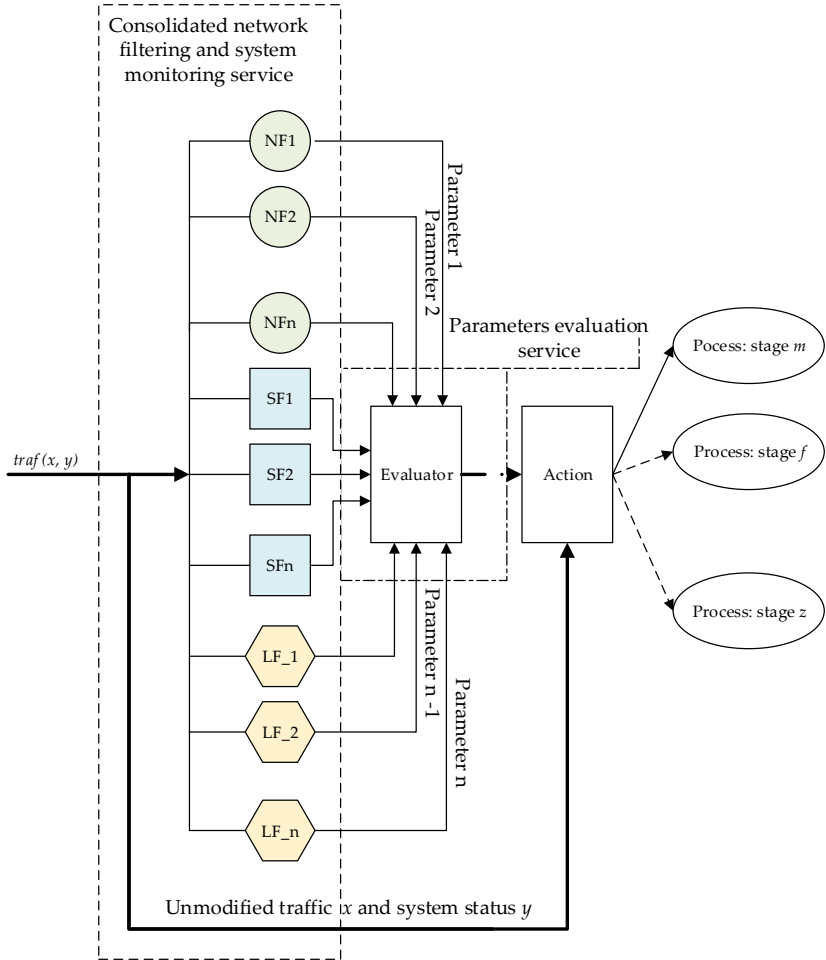 Consolidated network
filtering and system
monitoring service
NF1
Parameter 1
NF2
Parameter 2
NFn
Parameters evaluation
service
Pocess: stage m
SF1
traf(x, y)
SF2
Evaluator
Action
Process: stage f
SFn
Process: stage z
LF_1
Parameter n -1
LF_2
Parameter n
LF_n
Unmodified traffic x and system status y